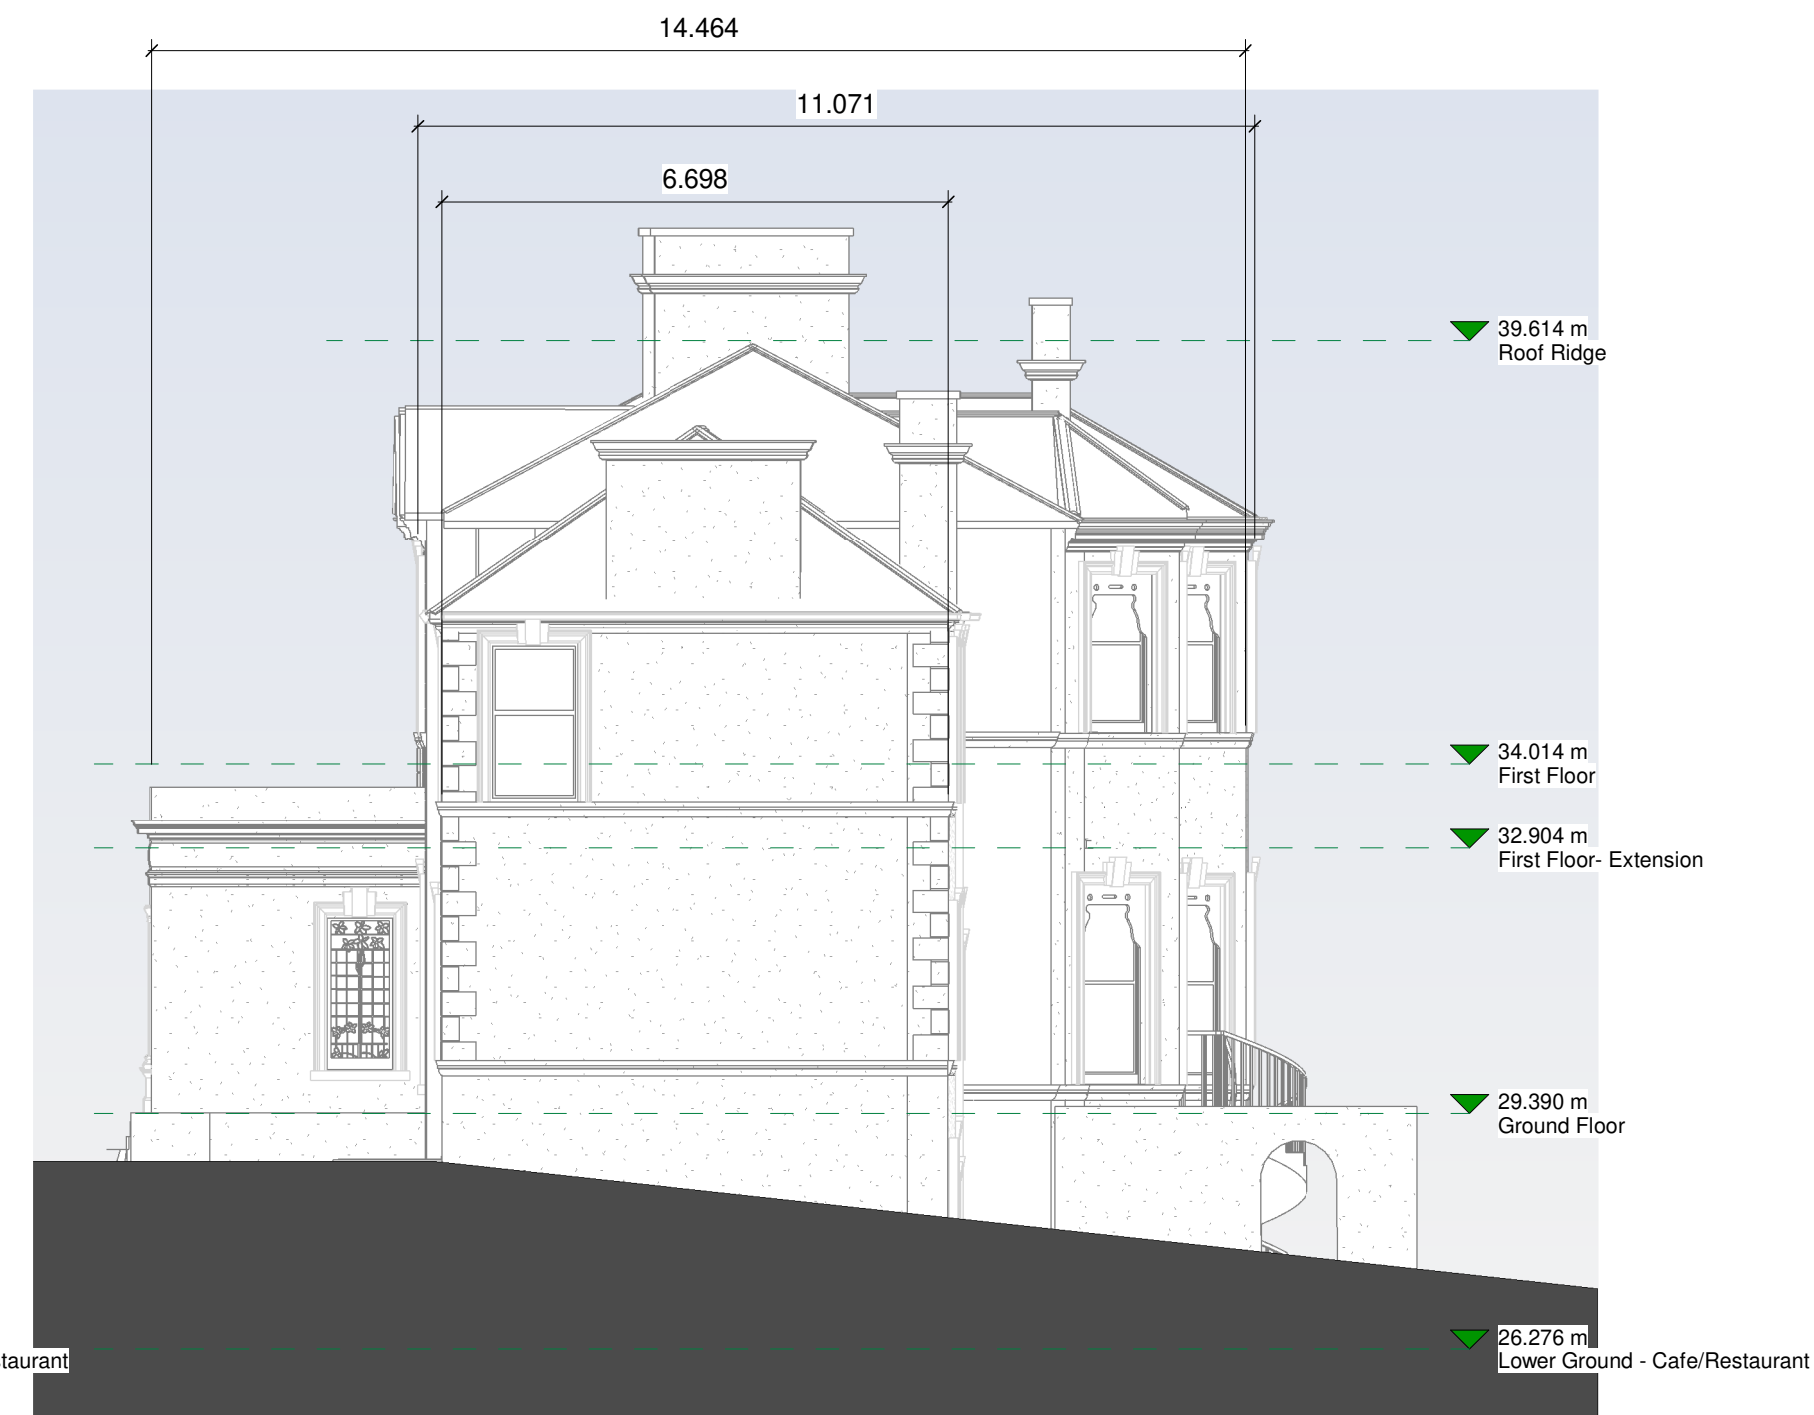 14.464
11.071
6.698
39.614 m
Roof Ridge
34.014 m
First Floor
32.904 m
First Floor- Extension
29.390 m
Ground Floor
26.276 m
Lower Ground - Cafe/Restaurant
taurant